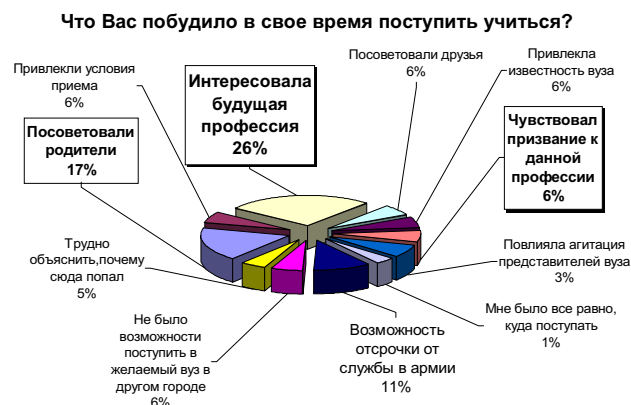 Что Вас побудило в свое время поступить учиться?
Привлекли условия
приема
6%
Интересовала
будущая
профессия
26%
Посоветовали друзья
6%
Привлекла
известность вуза
6%
Посоветовали
родители
17%
Чувствовал
призвание к
данной
профессии
6%
Трудно
объяснить,почему
сюда попал
5%
Повлияла агитация
представителей вуза
3%
Не было
возможности
поступить в
желаемый вуз в
другом городе
6%
Возможность
отсрочки от
службы в армии
11%
Мне было все равно,
куда поступать
1%